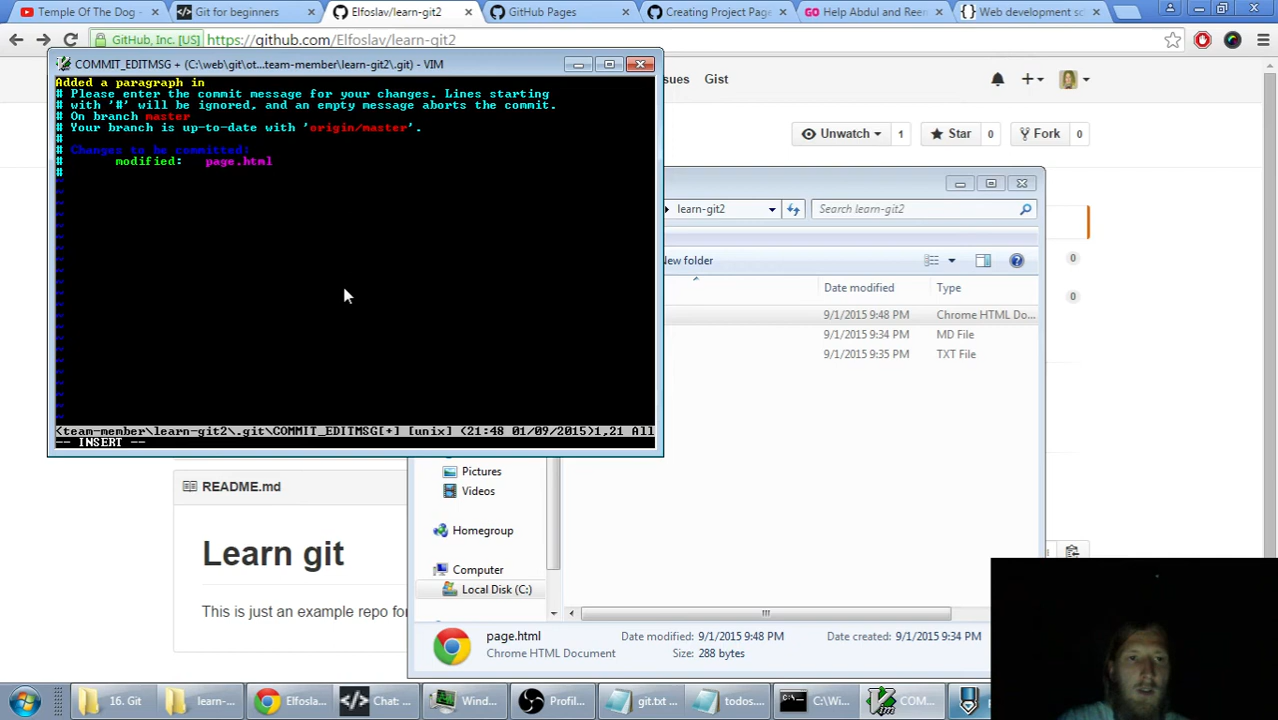 Temple Of The Dog -
Git for beginners
Elfoslav/learn-git2
GitHub Pages
Creating Project Page
Help Abdul and Reen
Web development sc
GitHub, Inc. [US]
https://github.com/Elfoslav/learn-git2
COMMIT_EDITMSG + (C:\web\git\ot...team-member\learn-git2\.git) - VIM
sues
Gist
Added a paragraph in
# Please enter the commit message for your changes. Lines starting
# with '#' will be ignored, and an empty message aborts the commit.
# On branch master
# Your branch is up-to-date with 'origin/master'.
#
# Changes to be committed:
#       modified:   page.html
#
Unwatch
1
Star
0
Fork
0
learn-git2
Search learn-git2
New folder
0
0
Date modified
Type
9/1/2015 9:48 PM
Chrome HTML Do...
9/1/2015 9:34 PM
MD File
9/1/2015 9:35 PM
TXT File
<team-member\learn-git2\.git\COMMIT_EDITMSG[+] [unix] (21:48 01/09/2015)1,21 All
-- INSERT --
Pictures
Videos
Homegroup
Computer
Local Disk (C:)
README.md
Learn git
This is just an example repo for
page.html
Chrome HTML Document
Date modified: 9/1/2015 9:48 PM
Size: 288 bytes
Date created: 9/1/2015 9:34 PM
16. Git
learn-...
Elfosla...
Chat: ...
Wind...
Profil...
git.txt ...
todos....
C:\Wi...
COM...